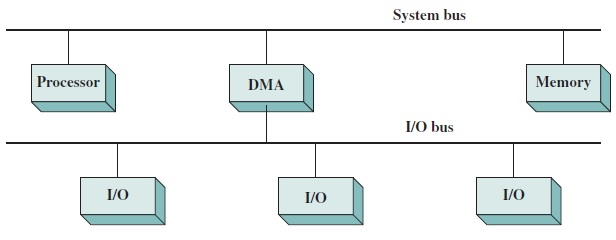 System bus
Processor
DMA
Memory
I/O bus
I/O
I/O
I/O